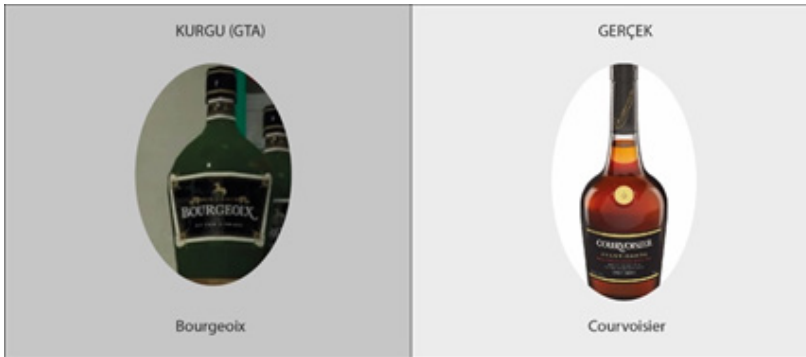 KURGU (GTA)
BOURGEOIX
Bourgeoix
GERÇEK
COURVOISIER
Courvoisier